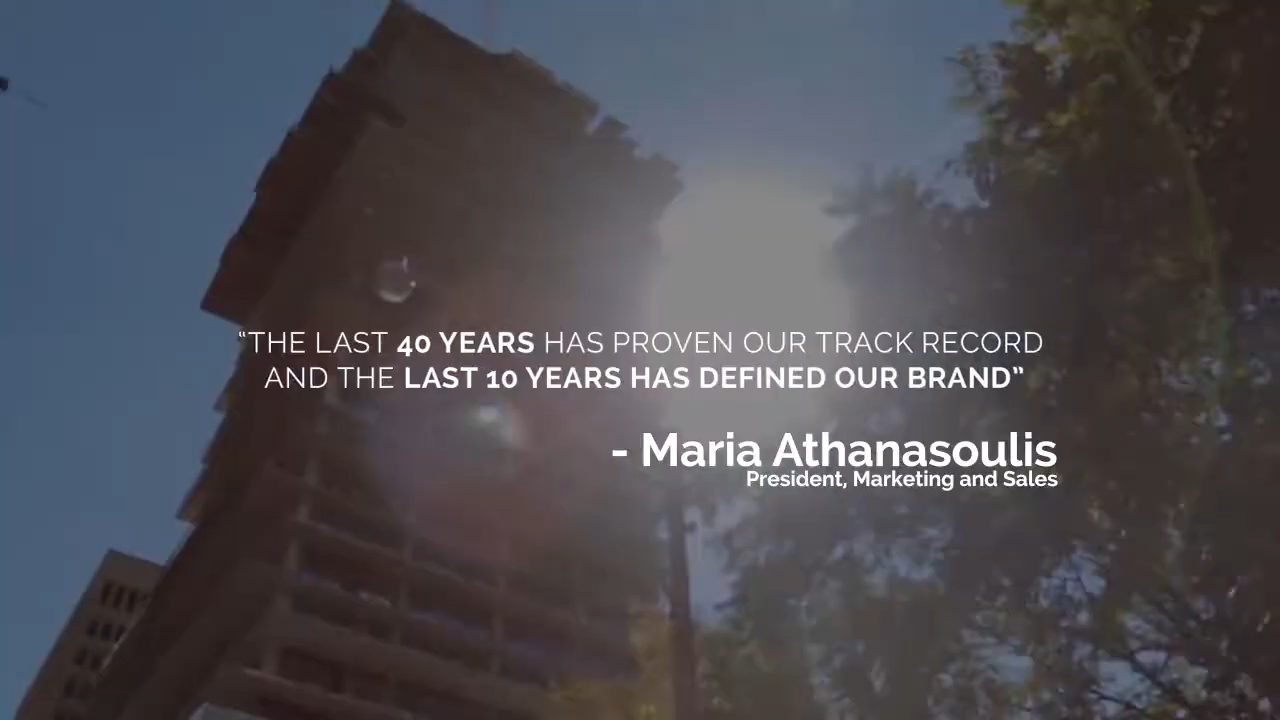 “THE LAST 40 YEARS HAS PROVEN OUR TRACK RECORD
AND THE LAST 10 YEARS HAS DEFINED OUR BRAND”
- Maria Athanasoulis
President, Marketing and Sales